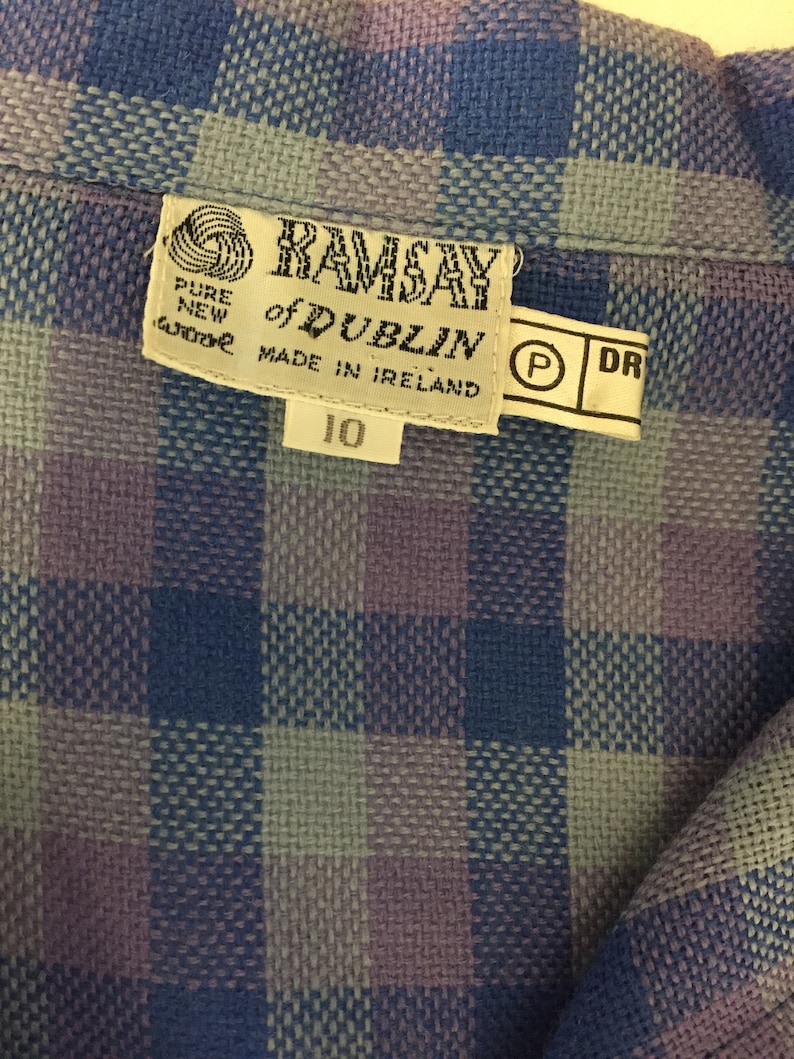 RAMSAY
of DUBLIN
MADE IN IRELAND
PURE
NEW
wool
P
DR
10